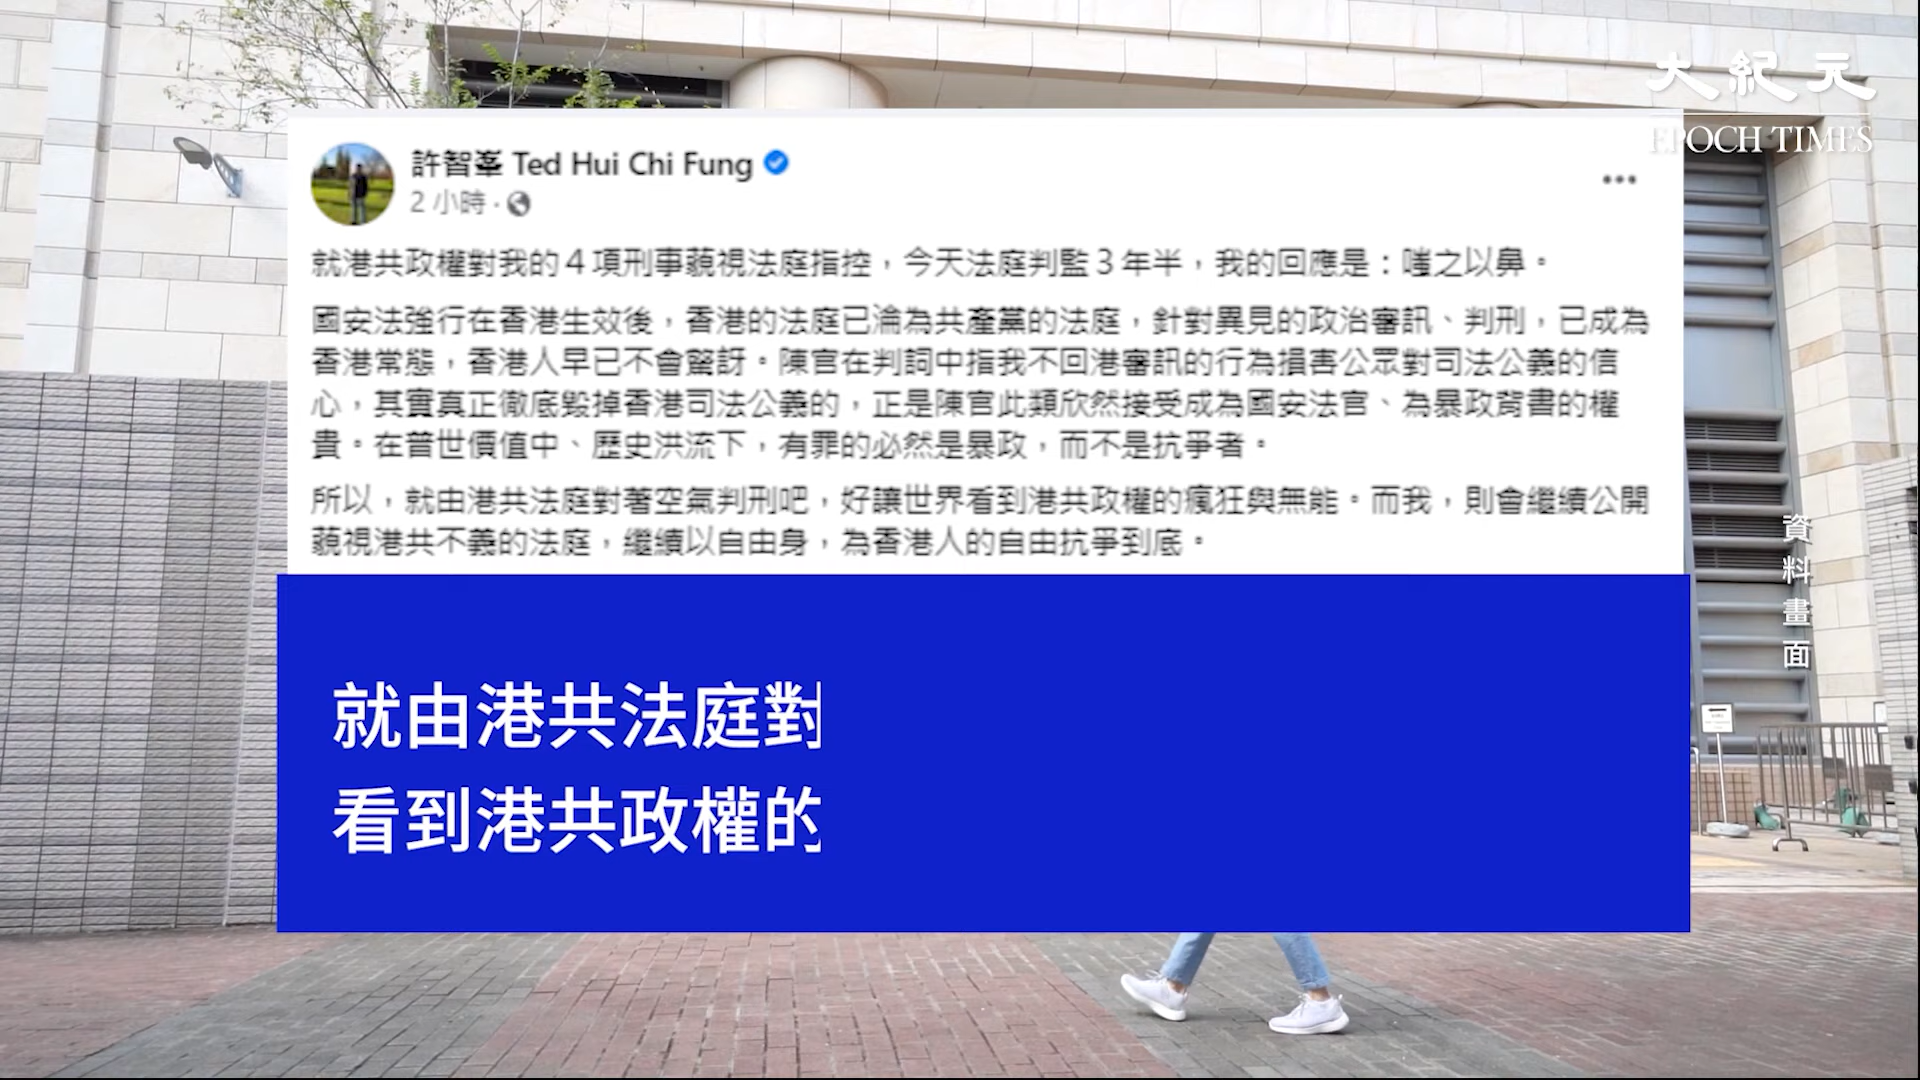 大紀元
EPOCH TIMES
許智峯 Ted Hui Chi Fung
2 小時 ·
就港共政權對我的 4 項刑事藐視法庭指控，今天法庭判監 3 年半，我的回應是：嗤之以鼻。
國安法強行在香港生效後，香港的法庭已淪為共產黨的法庭，針對異見的政治審訊、判刑，已成為
香港常態，香港人早已不會驚訝。陳官在判詞中指我不回港審訊的行為損害公眾對司法公義的信
心，其實真正徹底毀掉香港司法公義的，正是陳官此類欣然接受成為國安法官、為暴政背書的權
貴。在普世價值中、歷史洪流下，有罪的必然是暴政，而不是抗爭者。
所以，就由港共法庭對著空氣判刑吧，好讓世界看到港共政權的瘋狂與無能。而我，則會繼續公開
藐視港共不義的法庭，繼續以自由身，為香港人的自由抗爭到底。
資料畫面
就由港共法庭對
看到港共政權的